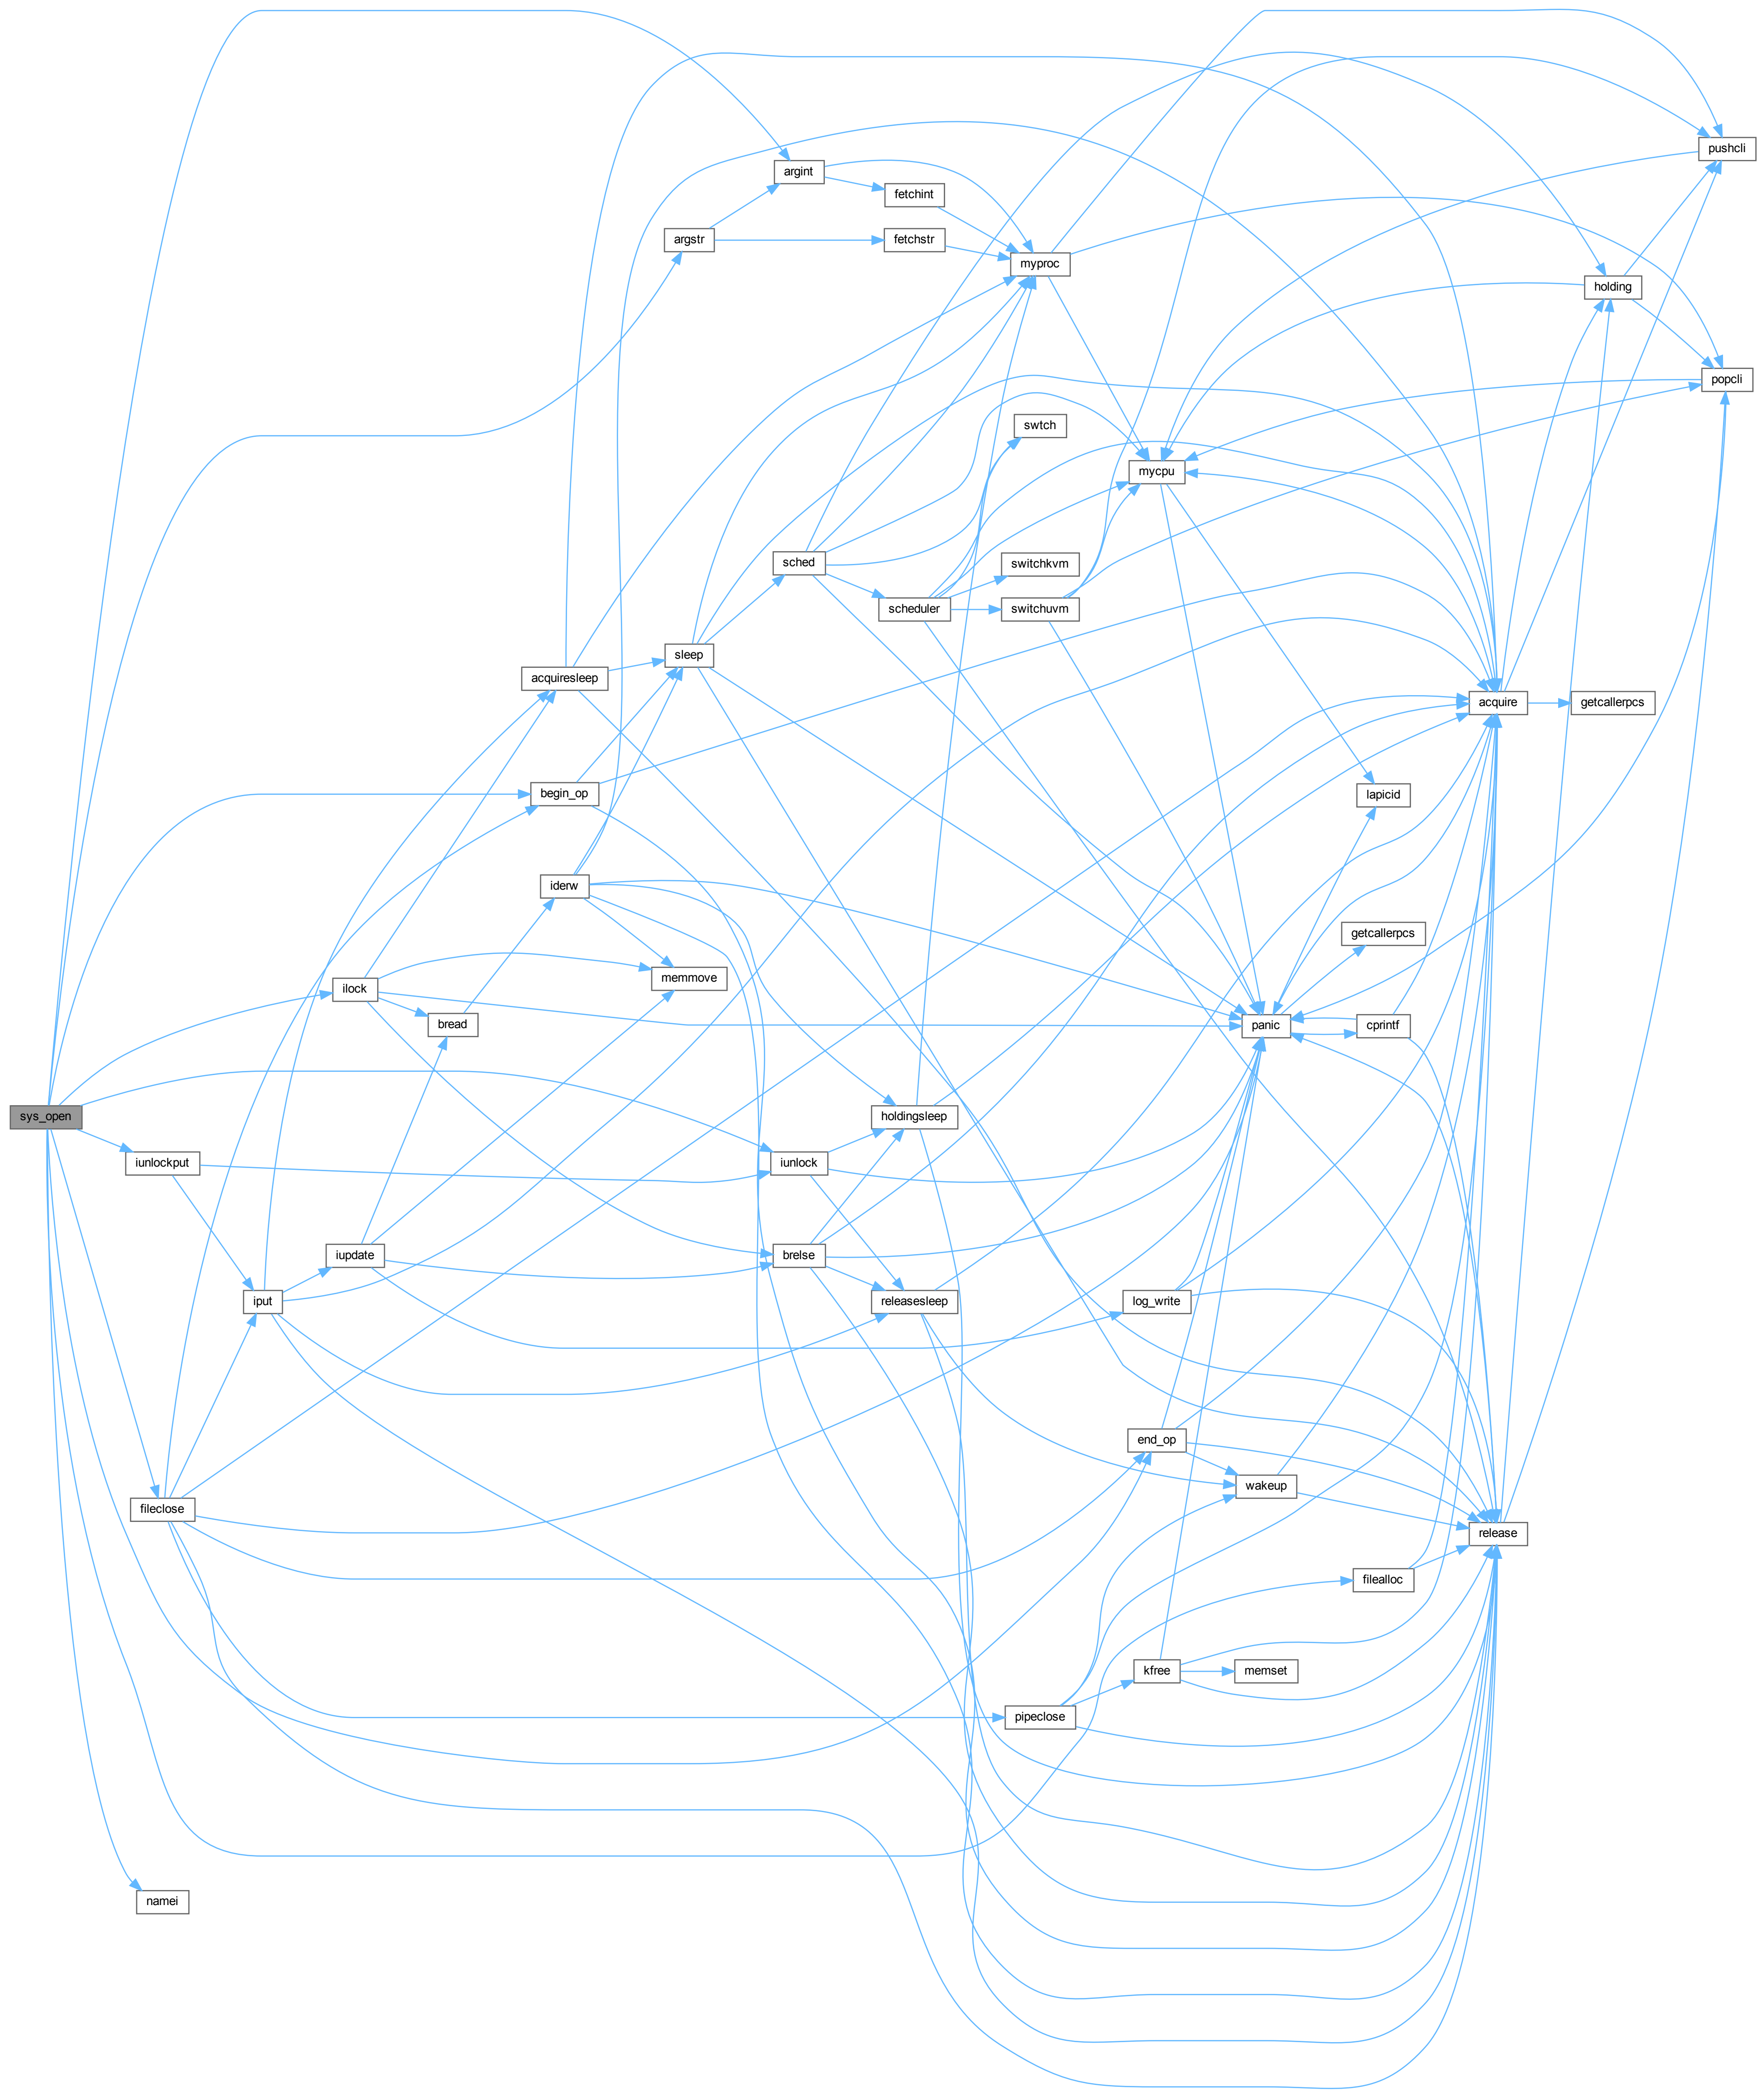 pushcli
argint
fetchint
argstr
fetchstr
myproc
holding
popcli
swtch
mycpu
sched
switchkvm
scheduler
switchuvm
sleep
acquiresleep
acquire
getcallerpcs
begin_op
lapicid
iderw
getcallerpcs
memmove
ilock
bread
panic
cprintf
sys_open
holdingsleep
iunlockput
iunlock
iupdate
brelse
iput
releasesleep
log_write
end_op
wakeup
fileclose
release
filealloc
kfree
memset
pipeclose
namei